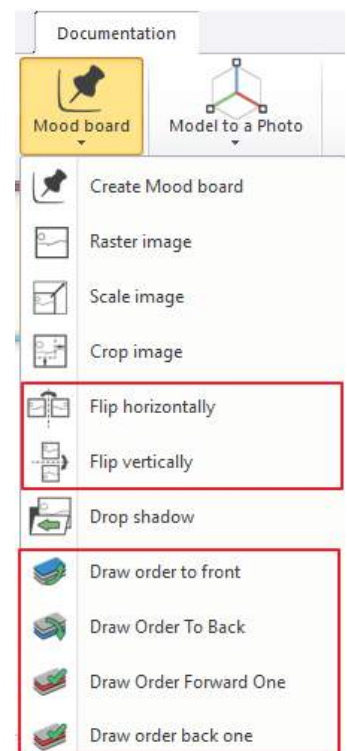 Documentation
Mood board
Model to a Photo
Create Mood board
Raster image
Scale image
Crop image
Flip horizontally
Flip vertically
Drop shadow
Draw order to front
Draw Order To Back
Draw Order Forward One
Draw order back one